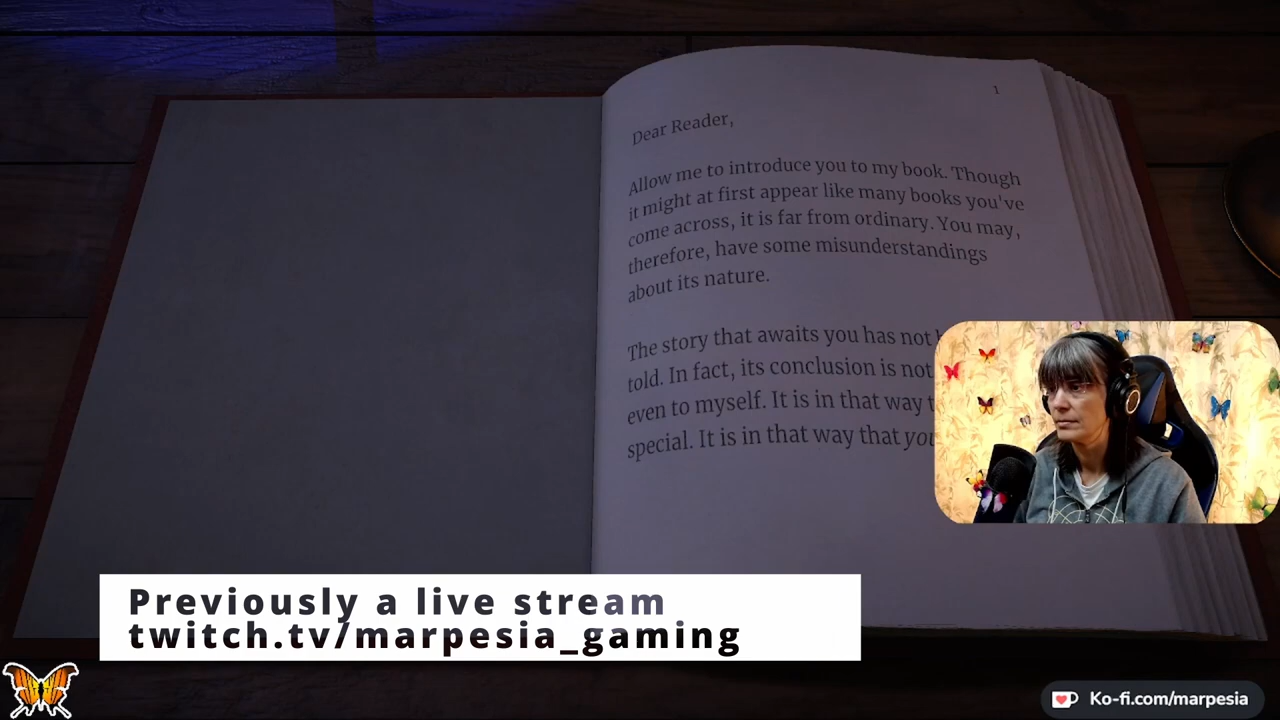 1
Dear Reader,
Allow me to introduce you to my book. Though
it might at first appear like many books you've
come across, it is far from ordinary. You may,
therefore, have some misunderstandings
about its nature.
The story that awaits you has not
told. In fact, its conclusion is not
even to myself. It is in that way
special. It is in that way that
Previously a live stream
twitch.tv/marpesia_gaming
Ko-fi.com/marpesia